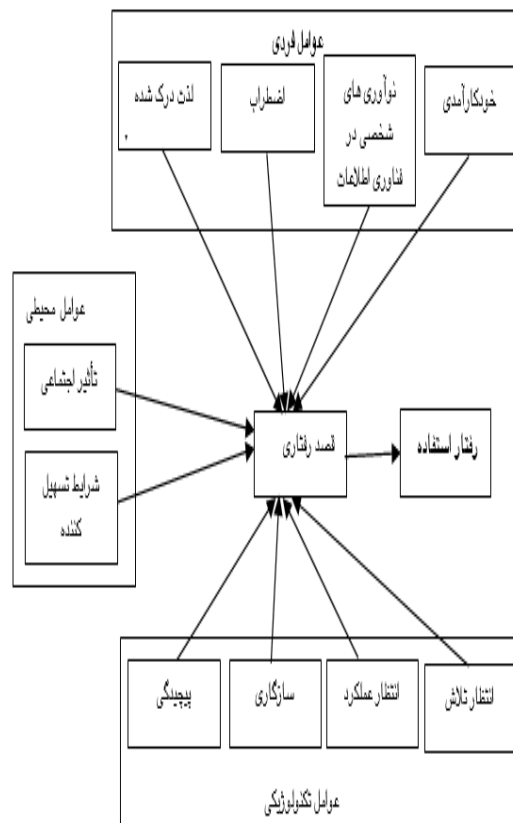 عوامل فردی
خودکارآمدی
نوآوری های
شخصی در
فناوری اطلاعات
اضطراب
لذت درک شده
.
عوامل محیطی
تأثیر اجتماعی
شرایط تسهیل
کننده
قصد رفتاری
رفتار استفاده
انتظار تلاش
انتظار عملکرد
سازگاری
پیچیدگی
عوامل تکنولوژیکی